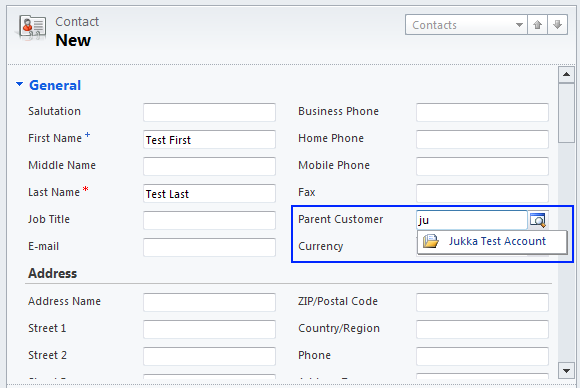 Contact
New
Contacts
General
Salutation
Business Phone
First Name + Test First
Home Phone
Middle Name
Mobile Phone
Last Name * Test Last
Fax
Job Title
Parent Customer ju
Jukka Test Account
E-mail
Currency
Address
Address Name
ZIP/Postal Code
Street 1
Country/Region
Street 2
Phone